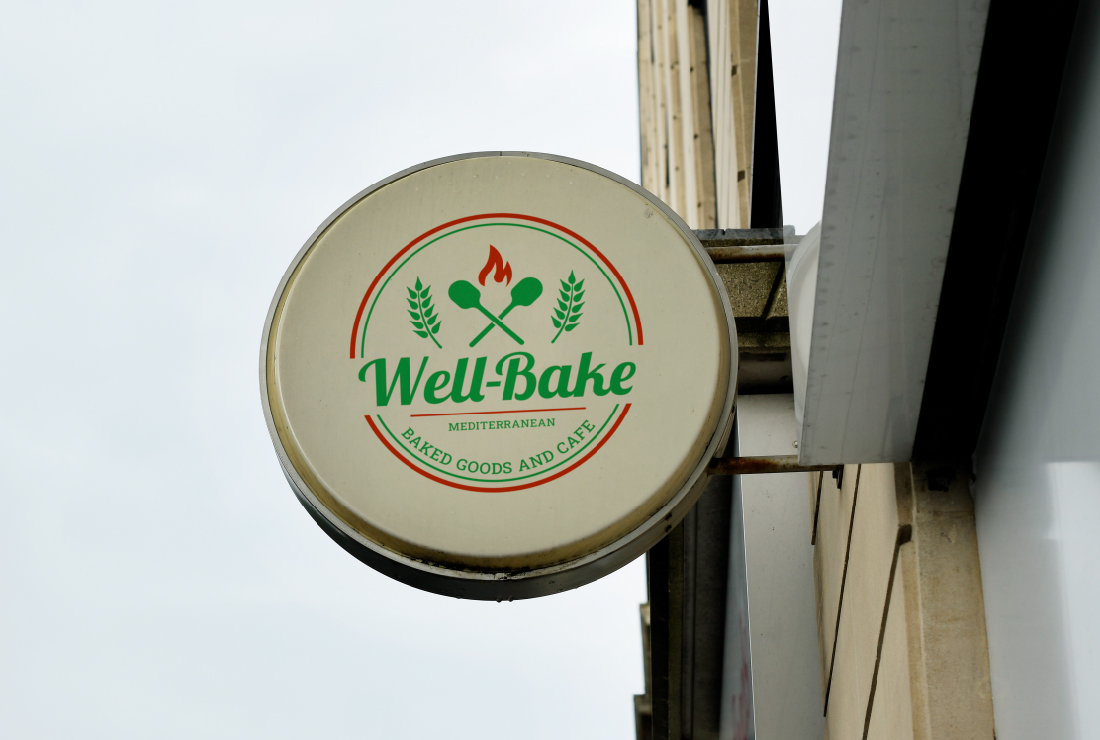 Well-Bake
MEDITERRANEAN
BAKED GOODS AND CAFE